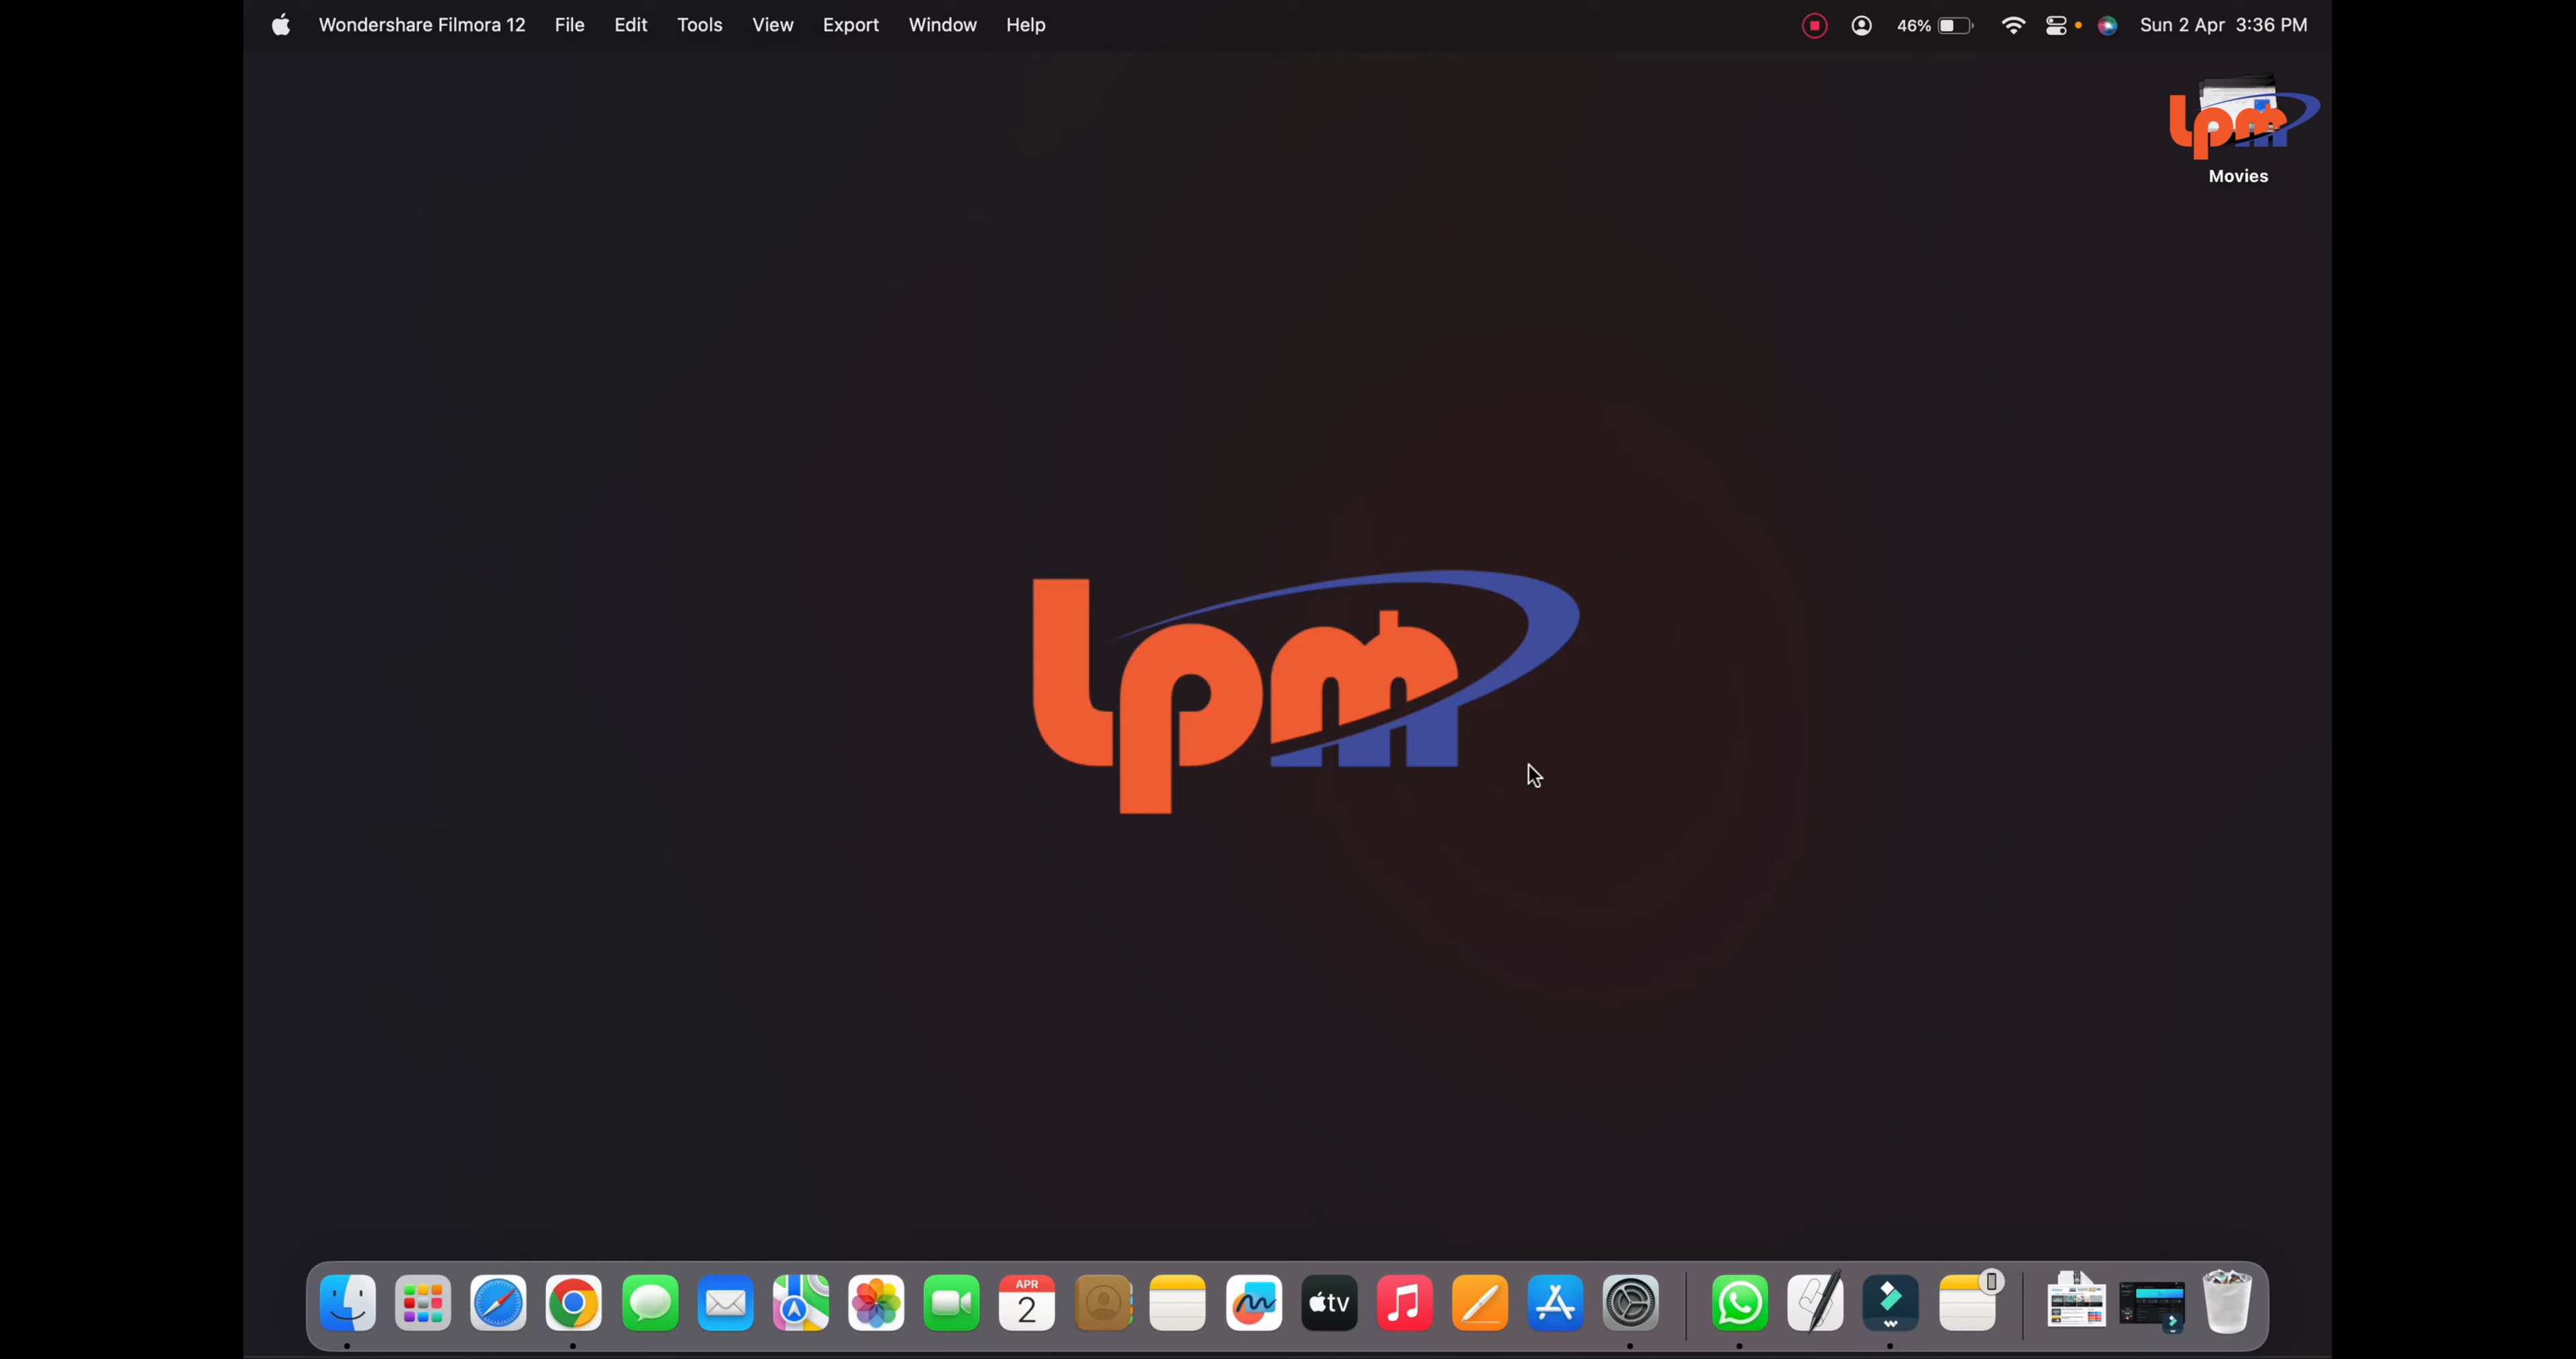 Wondershare Filmora 12 File Edit Tools View Export Window Help 46% Sun 2 Apr 3:36 PM
lpm
Movies
lpm
APR
2
tv